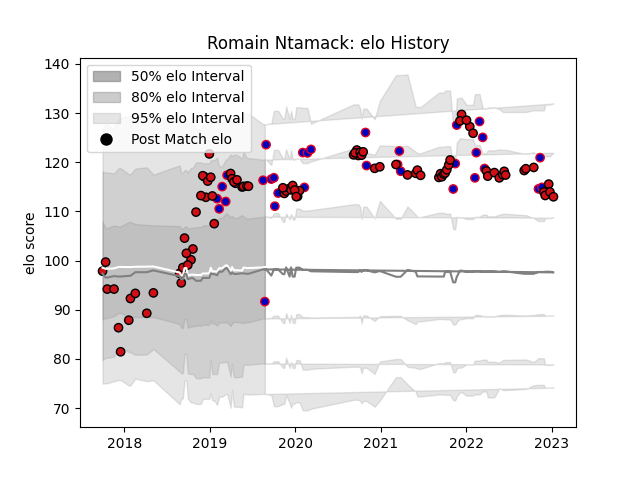 Romain Ntamack: elo History
140
130
120
110
100
90
80
70
elo score
50% elo Interval
80% elo Interval
95% elo Interval
Post Match elo
2018 2019 2020 2021 2022 2023